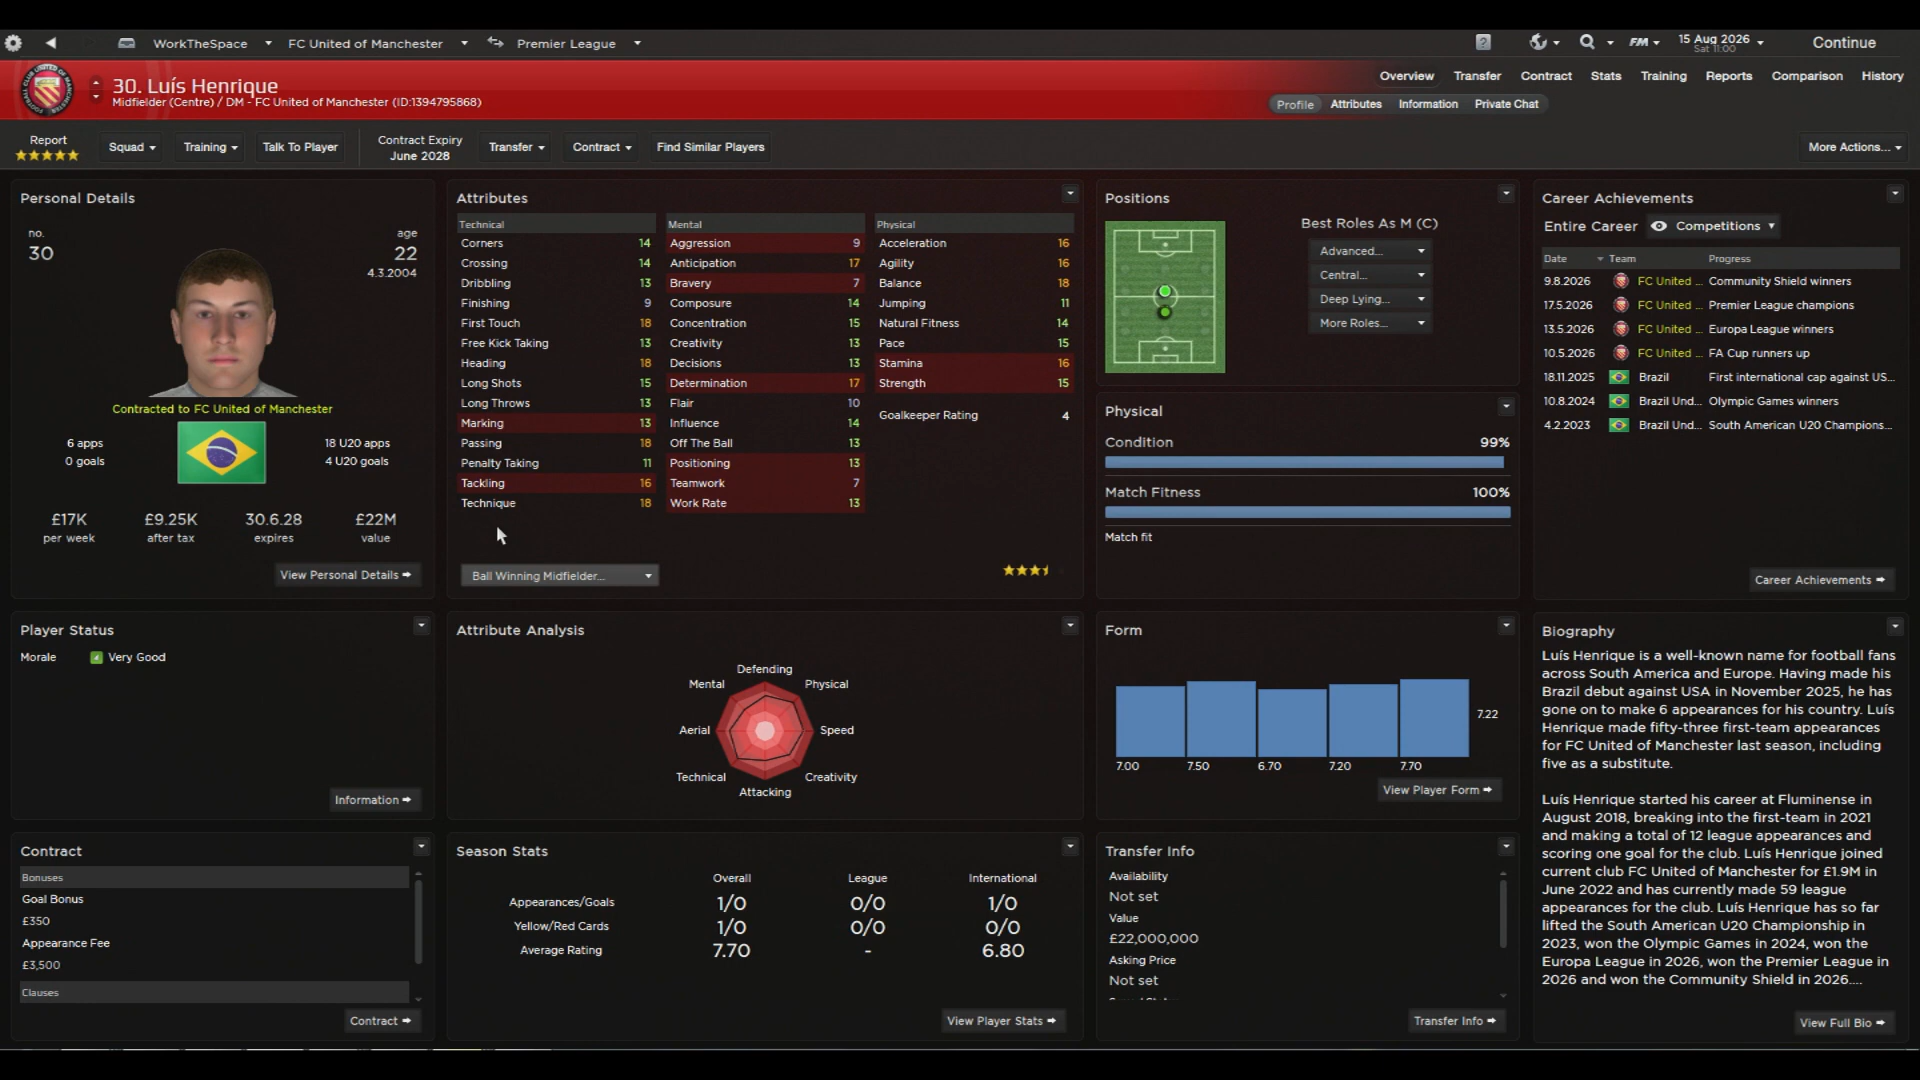 WorkTheSpace
FC United of Manchester
Premier League
?
FM
15 Aug 2026
Sat 11:00
Continue
30. Luís Henrique
Midfielder (Centre) / DM - FC United of Manchester (ID:1394795868)
Overview Transfer Contract Stats Training Reports Comparison History
Profile Attributes Information Private Chat
Report
Squad
Training
Talk To Player
Contract Expiry
June 2028
Transfer
Contract
Find Similar Players
More Actions...
Personal Details
no.
30
age
22
4.3.2004
Contracted to FC United of Manchester
6 apps
0 goals
18 U20 apps
4 U20 goals
£17K
per week
£9.25K
after tax
30.6.28
expires
£22M
value
View Personal Details
Attributes
Technical
Corners 14
Crossing 14
Dribbling 13
Finishing 9
First Touch 18
Free Kick Taking 13
Heading 18
Long Shots 15
Long Throws 13
Marking 13
Passing 18
Penalty Taking 11
Tackling 16
Technique 18
Mental
Aggression 9
Anticipation 17
Bravery 7
Composure 14
Concentration 15
Creativity 13
Decisions 13
Determination 17
Flair 10
Influence 14
Off The Ball 13
Positioning 13
Teamwork 7
Work Rate 13
Physical
Acceleration 16
Agility 16
Balance 18
Jumping 11
Natural Fitness 14
Pace 15
Stamina 16
Strength 15
Goalkeeper Rating 4
Ball Winning Midfielder...
Positions
Best Roles As M (C)
Advanced...
Central...
Deep Lying...
More Roles...
Physical
Condition 99%
Match Fitness 100%
Match fit
Career Achievements
Entire Career Competitions
Date Team Progress
9.8.2026 FC United ... Community Shield winners
17.5.2026 FC United ... Premier League champions
13.5.2026 FC United ... Europa League winners
10.5.2026 FC United ... FA Cup runners up
18.11.2025 Brazil First international cap against US...
10.8.2024 Brazil Und... Olympic Games winners
4.2.2023 Brazil Und... South American U20 Champions...
Career Achievements
Player Status
Morale Very Good
Information
Attribute Analysis
Defending
Physical
Speed
Creativity
Attacking
Technical
Aerial
Mental
Form
7.22
7.00 7.50 6.70 7.20 7.70
View Player Form
Biography
Luís Henrique is a well-known name for football fans
across South America and Europe. Having made his
Brazil debut against USA in November 2025, he has
gone on to make 6 appearances for his country. Luís
Henrique made fifty-three first-team appearances
for FC United of Manchester last season, including
five as a substitute.
Luís Henrique started his career at Fluminense in
August 2018, breaking into the first-team in 2021
and making a total of 12 league appearances and
scoring one goal for the club. Luís Henrique joined
current club FC United of Manchester for £1.9M in
June 2022 and has currently made 59 league
appearances for the club. Luís Henrique has so far
lifted the South American U20 Championship in
2023, won the Olympic Games in 2024, won the
Europa League in 2026, won the Premier League in
2026 and won the Community Shield in 2026....
View Full Bio
Contract
Bonuses
Goal Bonus
£350
Appearance Fee
£3,500
Clauses
Contract
Season Stats
Overall League International
Appearances/Goals 1/0 0/0 1/0
Yellow/Red Cards 1/0 0/0 0/0
Average Rating 7.70 - 6.80
View Player Stats
Transfer Info
Availability
Not set
Value
£22,000,000
Asking Price
Not set
Transfer Info